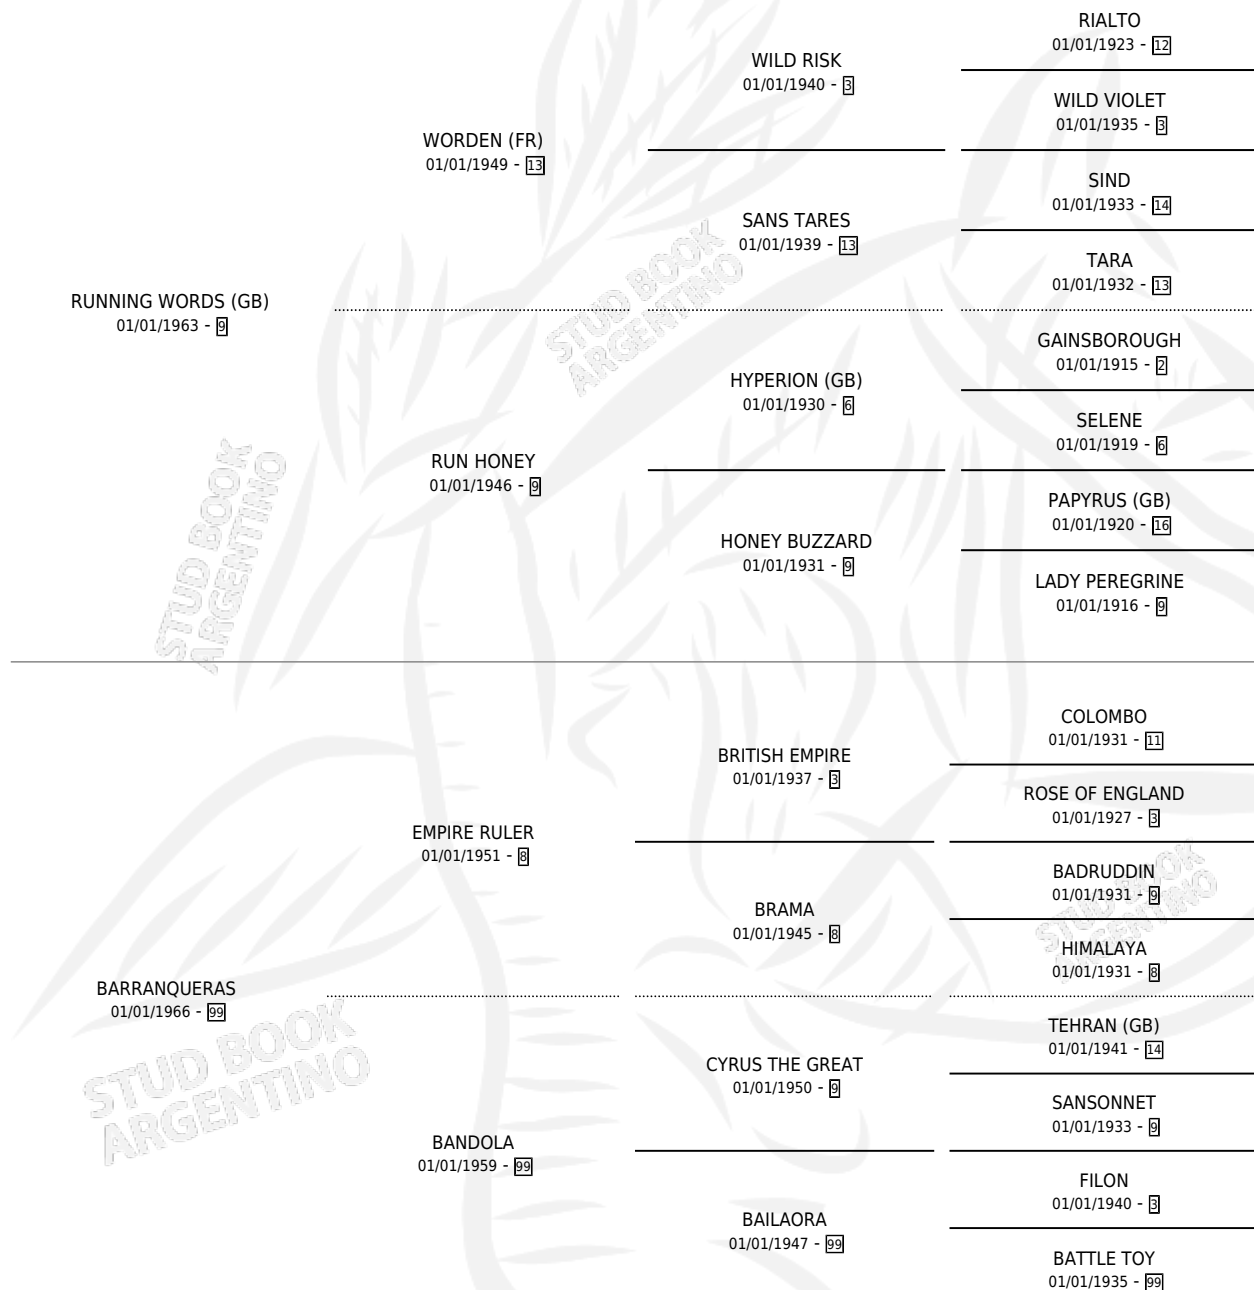 RUNNING WORDS (GB)
01/01/1963 - 9
WORDEN (FR)
01/01/1949 - 13
RUN HONEY
01/01/1946 - 9
WILD RISK
01/01/1940 - 3
SANS TARES
01/01/1939 - 13
HYPERION (GB)
01/01/1930 - 6
HONEY BUZZARD
01/01/1931 - 9
RIALTO
01/01/1923 - 12
WILD VIOLET
01/01/1935 - 3
SIND
01/01/1933 - 14
TARA
01/01/1932 - 13
GAINSBOROUGH
01/01/1915 - 2
SELENE
01/01/1919 - 6
PAPYRUS (GB)
01/01/1920 - 16
LADY PEREGRINE
01/01/1916 - 9
BARRANQUERAS
01/01/1966 - 99
EMPIRE RULER
01/01/1951 - 8
BANDOLA
01/01/1959 - 99
BRITISH EMPIRE
01/01/1937 - 3
BRAMA
01/01/1945 - 8
CYRUS THE GREAT
01/01/1950 - 9
BAILAORA
01/01/1947 - 99
COLOMBO
01/01/1931 - 11
ROSE OF ENGLAND
01/01/1927 - 3
BADRUDDIN
01/01/1931 - 9
HIMALAYA
01/01/1931 - 8
TEHRAN (GB)
01/01/1941 - 14
SANSONNET
01/01/1933 - 9
FILON
01/01/1940 - 3
BATTLE TOY
01/01/1935 - 99
STUD BOOK
ARGENTINO
STUD BOOK
ARGENTINO
STUD BOOK
ARGENTINO
STUD BOOK
ARGENTINO